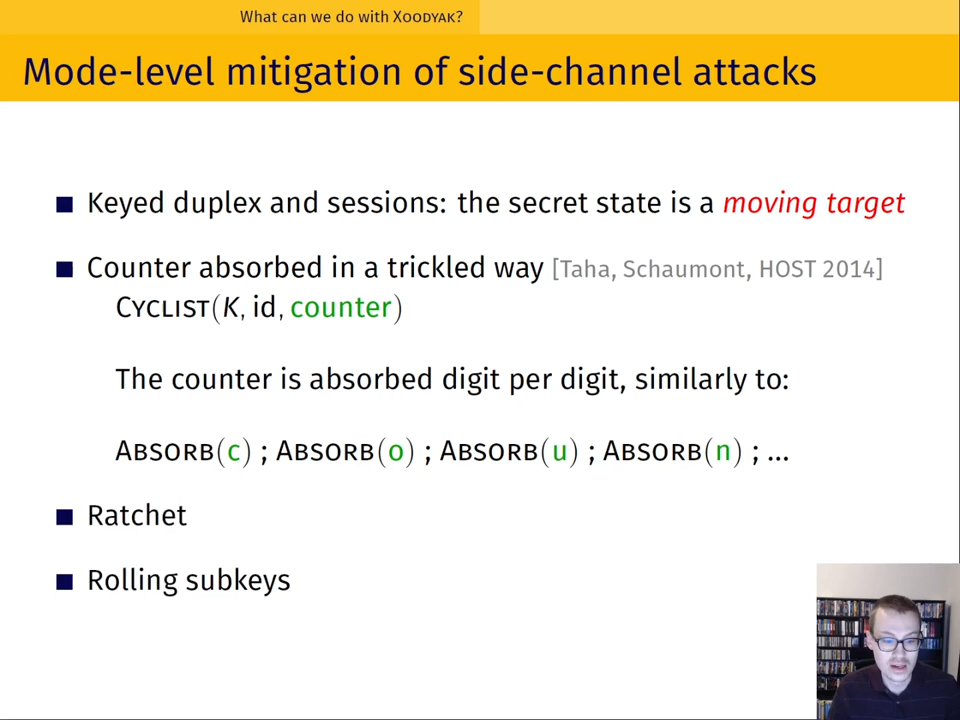 What can we do with Xoodyak?
Mode-level mitigation of side-channel attacks
Keyed duplex and sessions: the secret state is a moving target
Counter absorbed in a trickled way [Taha, Schaumont, HOST 2014]
Cyclist(K, id, counter)
The counter is absorbed digit per digit, similarly to:
Absorb(c) ; Absorb(o) ; Absorb(u) ; Absorb(n) ; ...
Ratchet
Rolling subkeys